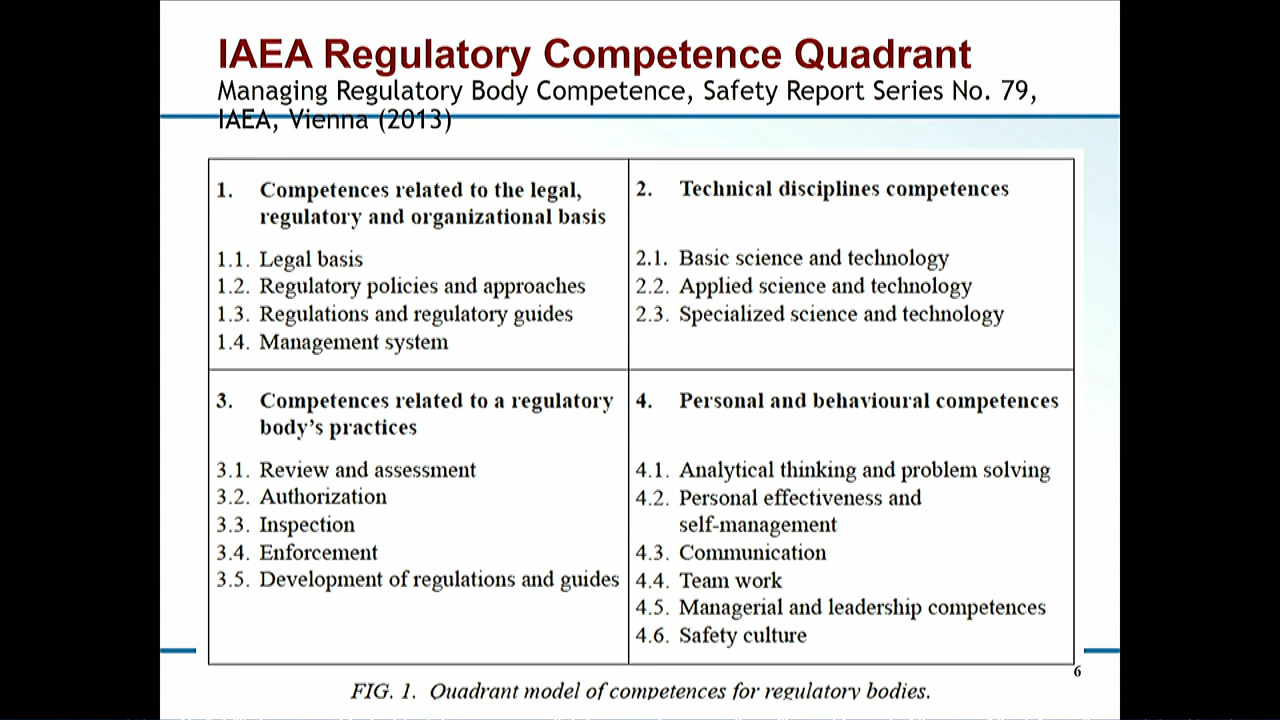 IAEA Regulatory Competence Quadrant
Managing Regulatory Body Competence, Safety Report Series No. 79,
IAEA, Vienna (2013)
1. Competences related to the legal,
regulatory and organizational basis
1.1. Legal basis
1.2. Regulatory policies and approaches
1.3. Regulations and regulatory guides
1.4. Management system
2. Technical disciplines competences
2.1. Basic science and technology
2.2. Applied science and technology
2.3. Specialized science and technology
3. Competences related to a regulatory
body's practices
3.1. Review and assessment
3.2. Authorization
3.3. Inspection
3.4. Enforcement
3.5. Development of regulations and guides
4. Personal and behavioural competences
4.1. Analytical thinking and problem solving
4.2. Personal effectiveness and
self-management
4.3. Communication
4.4. Team work
4.5. Managerial and leadership competences
4.6. Safety culture
6
FIG. 1. Quadrant model of competences for regulatory bodies.